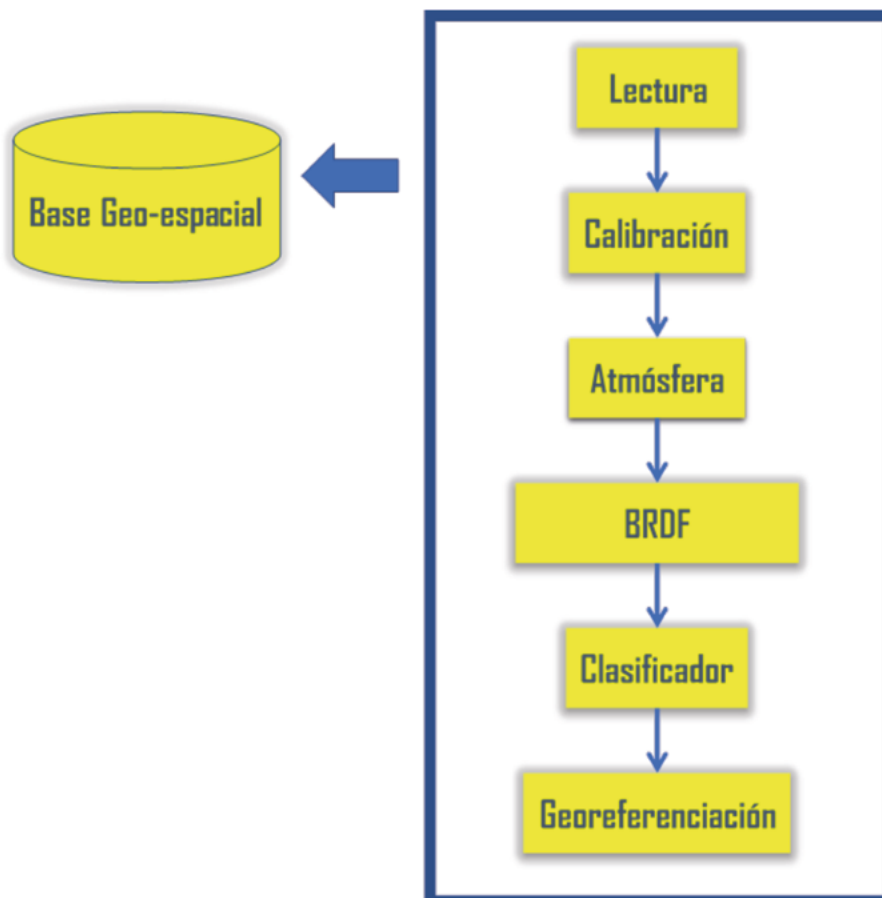 Lectura
Base Geo-espacial
Calibración
Atmósfera
BRDF
Clasificador
Georeferenciación